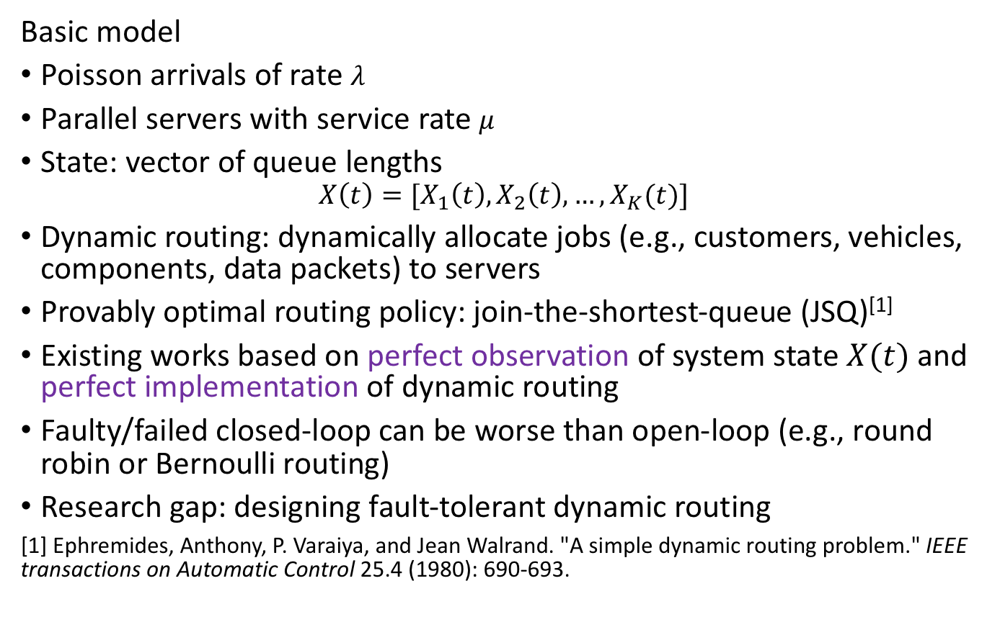 Basic model
• Poisson arrivals of rate λ
• Parallel servers with service rate μ
• State: vector of queue lengths
X(t) = [X₁(t), X₂(t), … , X_K(t)]
• Dynamic routing: dynamically allocate jobs (e.g., customers, vehicles,
components, data packets) to servers
• Provably optimal routing policy: join-the-shortest-queue (JSQ)[1]
• Existing works based on perfect observation of system state X(t) and
perfect implementation of dynamic routing
• Faulty/failed closed-loop can be worse than open-loop (e.g., round
robin or Bernoulli routing)
• Research gap: designing fault-tolerant dynamic routing
[1] Ephremides, Anthony, P. Varaiya, and Jean Walrand. "A simple dynamic routing problem." IEEE
transactions on Automatic Control 25.4 (1980): 690-693.